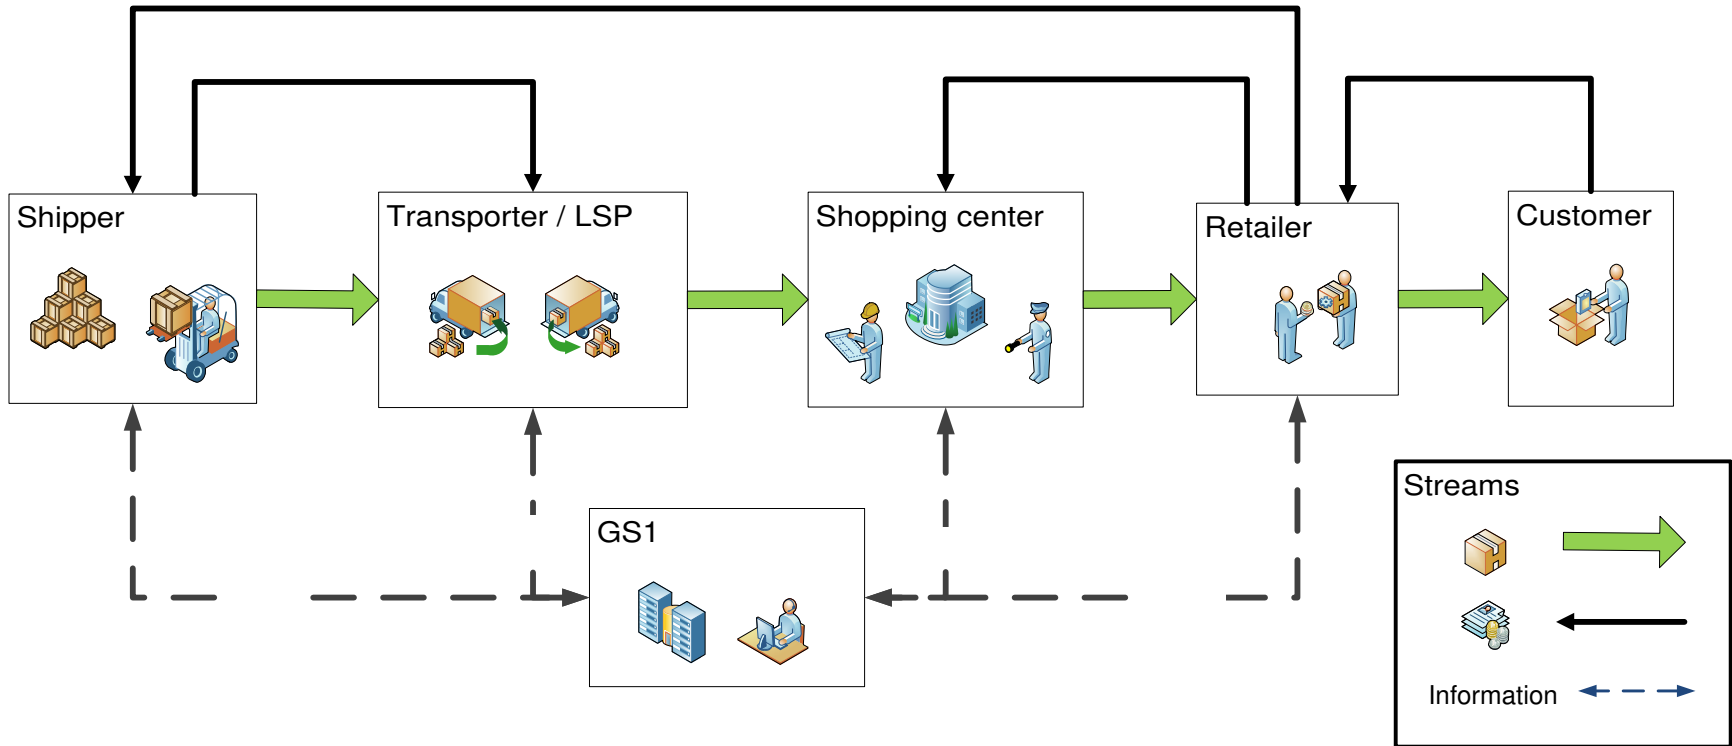 Shipper
Transporter / LSP
Shopping center
Retailer
Customer
GS1
Streams
Information